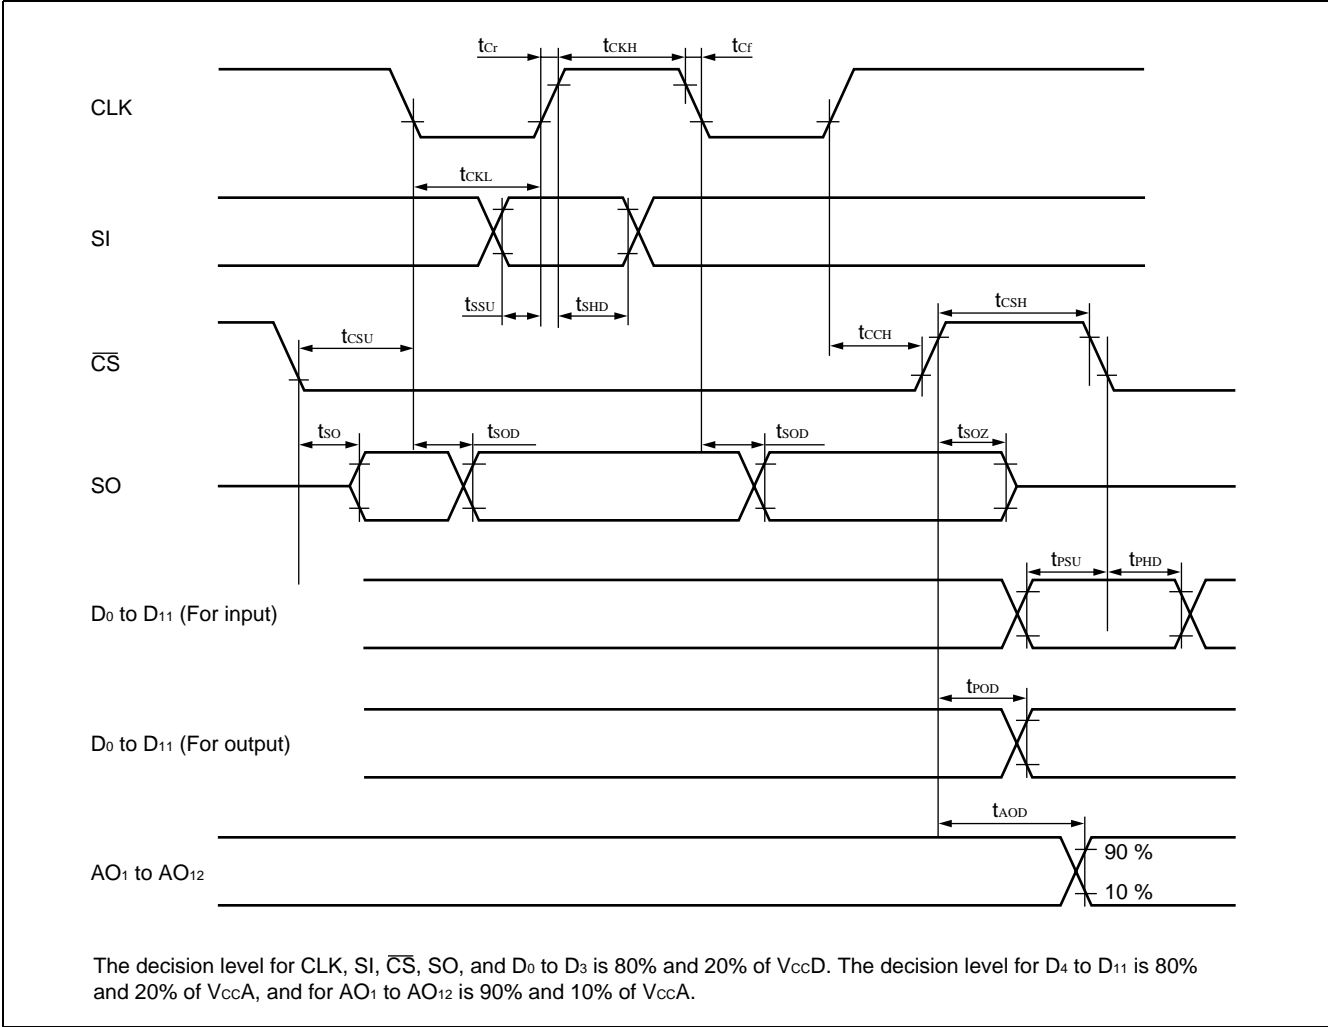 tCr tCKH tCf
CLK
tCKL
SI
tSSU tSHD
tCSH
tCSU tCCH
C̅S̅
tSO tSOD tSOD tSOZ
SO
tPSU tPHD
D0 to D11 (For input)
tPOD
D0 to D11 (For output)
tAOD
90 %
AO1 to AO12
10 %
The decision level for CLK, SI, C̅S̅, SO, and D0 to D3 is 80% and 20% of VCCD. The decision level for D4 to D11 is 80%
and 20% of VCCA, and for AO1 to AO12 is 90% and 10% of VCCA.